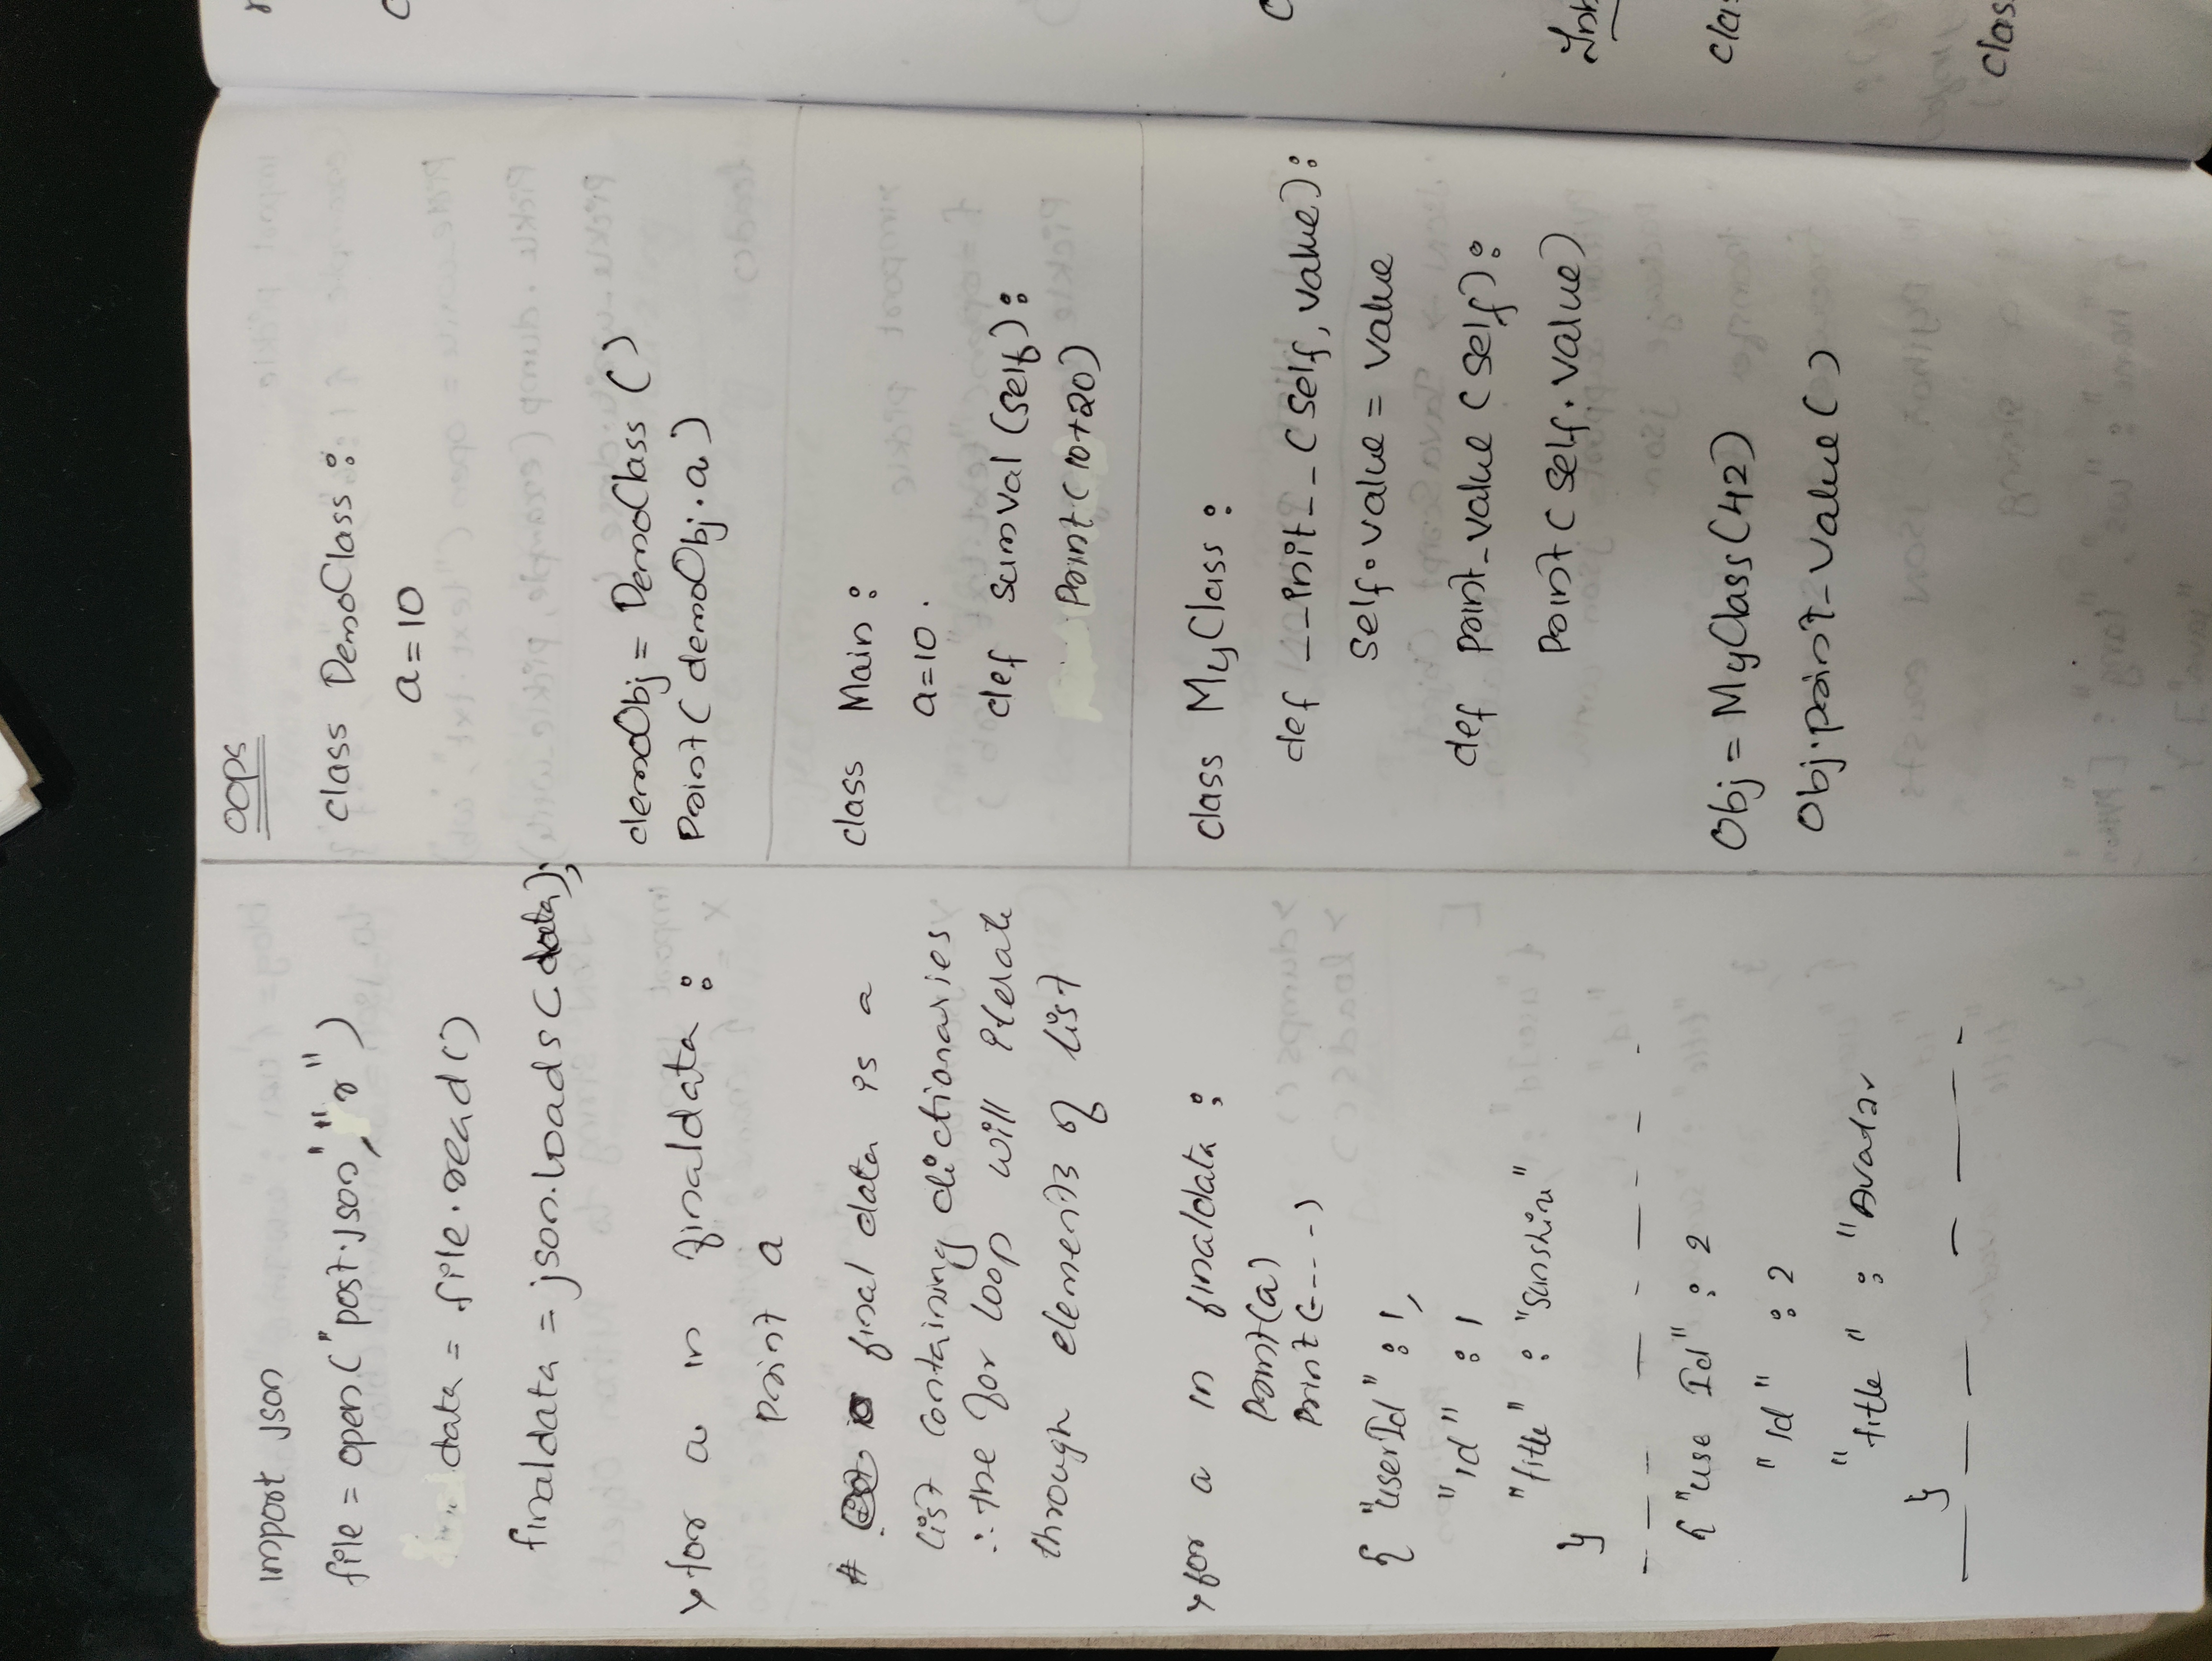 import json
file = open("post.json", "r")
data = file.read()
finaldata = json.loads(data);
for a in finaldata :
print a
# final data is a
list containing dictionaries
∴ the for loop will iterate
through elements of list
for a in finaldata :
Print(a)
Print(----)
{ "userId" : 1,
"id" : 1
"title" : "Sunshine"
}
{ "use Id" : 2
"id" : 2
"title" : "Avatar
}
OOPS
class DemoClass :
a=10
demoObj = DemoClass ()
Print( demoObj.a )
class Main :
a=10 .
def sumVal (self) :
Print( 10+20)
class MyClass :
def __init__ (self, value) :
self.value = value
def print_value (self) :
Print( self.value)
Obj = MyClass(42)
Obj.print_value ()